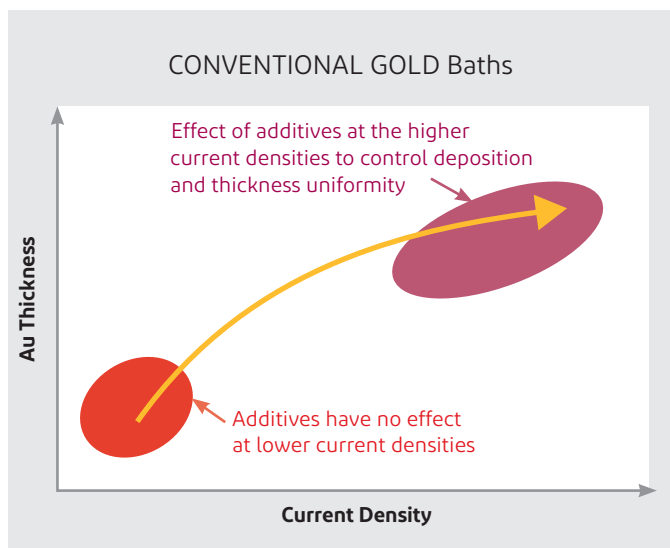 CONVENTIONAL GOLD Baths
Effect of additives at the higher
current densities to control deposition
and thickness uniformity
Au Thickness
Additives have no effect
at lower current densities
Current Density